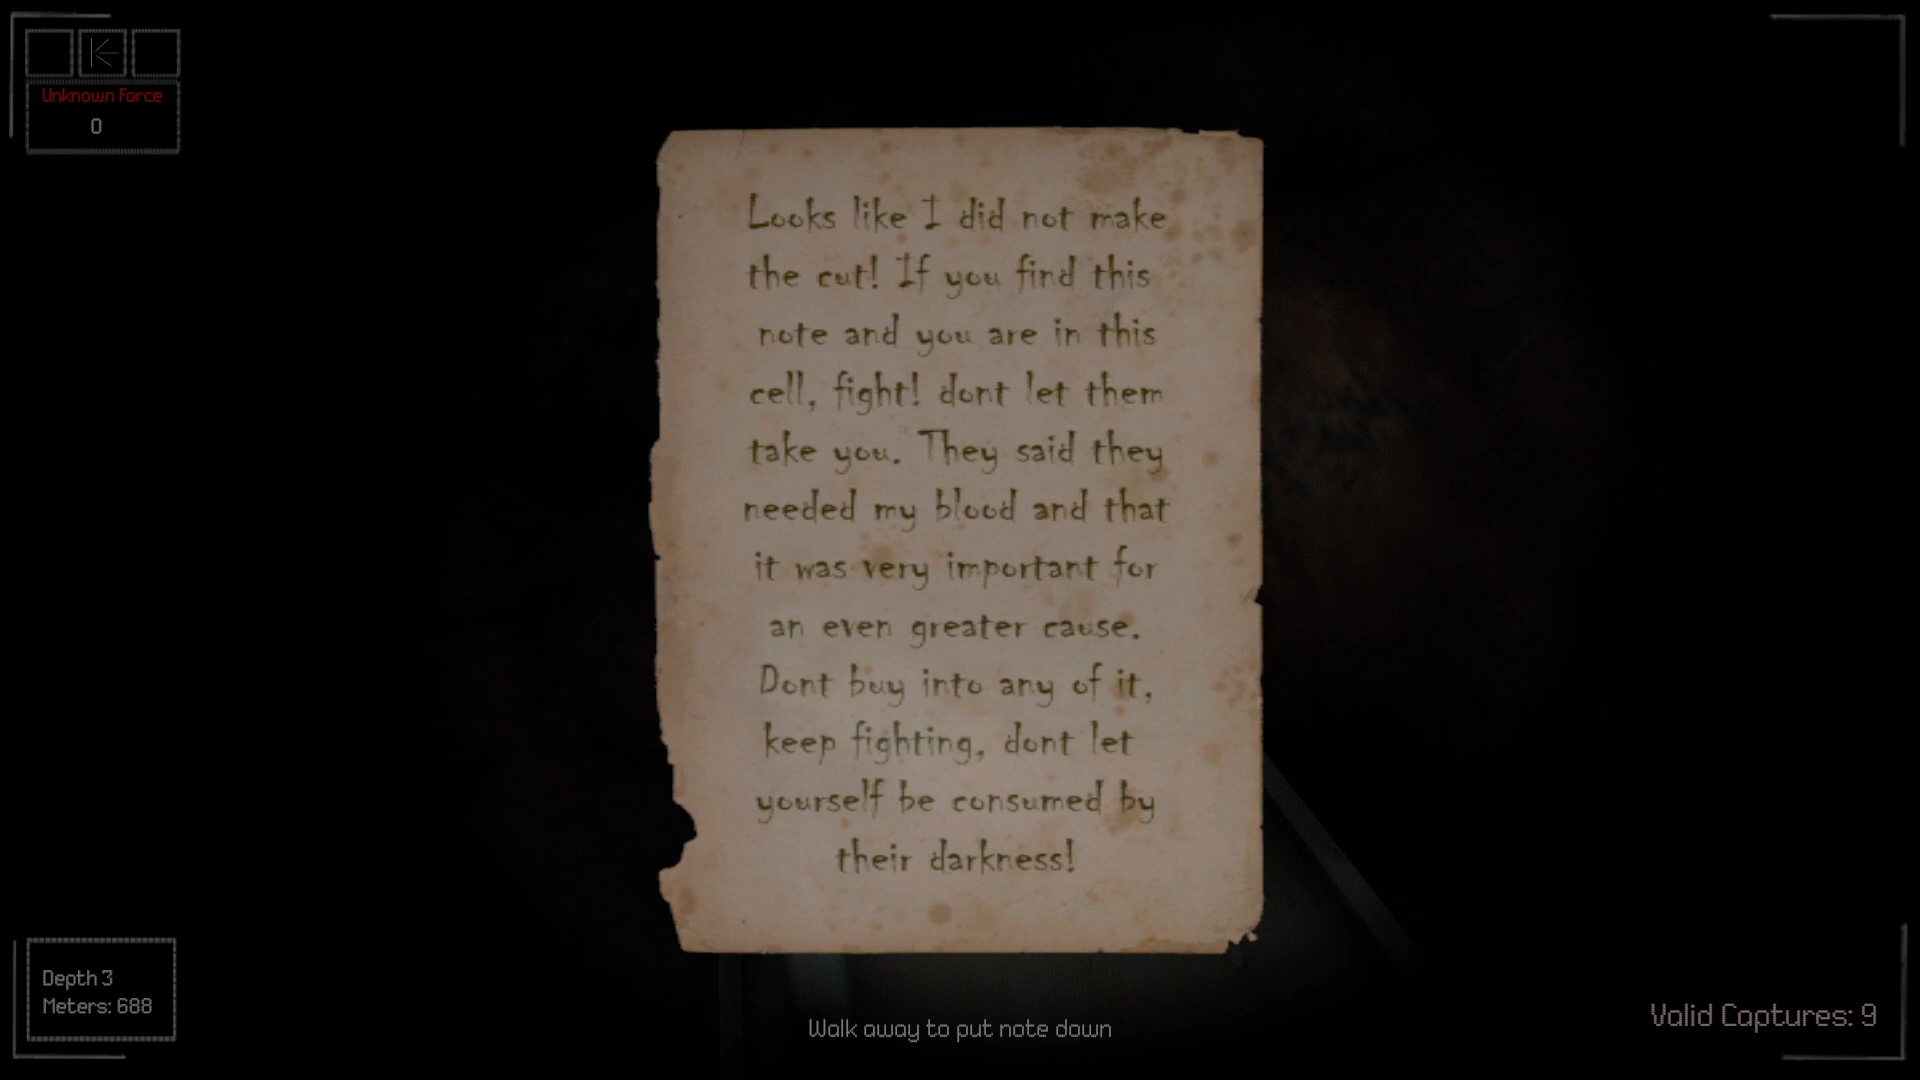 Unknown Force
0
Looks like I did not make
the cut! If you find this
note and you are in this
cell, fight! dont let them
take you. They said they
needed my blood and that
it was very important for
an even greater cause.
Dont buy into any of it,
keep fighting, dont let
yourself be consumed by
their darkness!
Depth 3
Meters: 688
Walk away to put note down
Valid Captures: 9